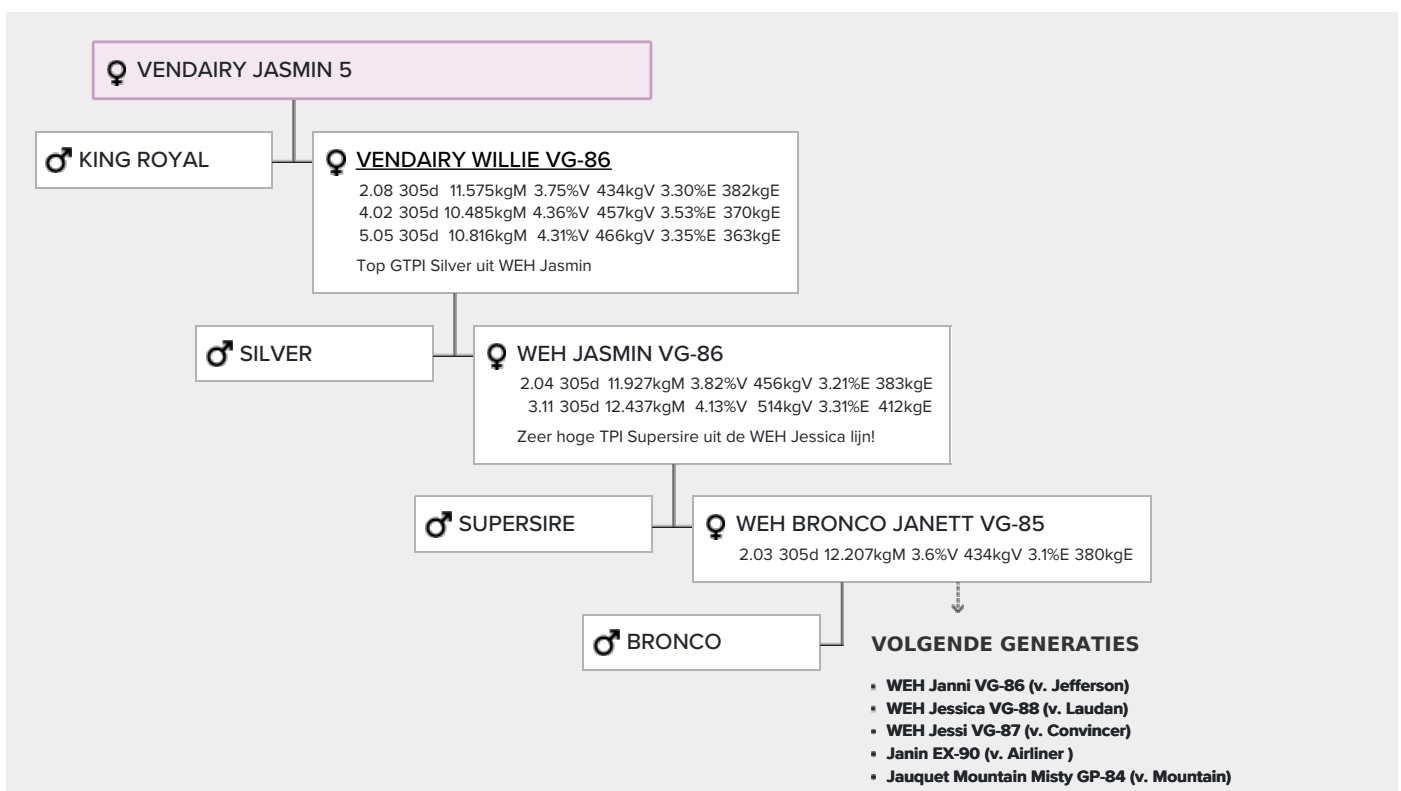 VENDAIRY JASMIN 5
KING ROYAL
VENDAIRY WILLIE VG-86
2.08 305d 11.575kgM 3.75%V 434kgV 3.30%E 382kgE
4.02 305d 10.485kgM 4.36%V 457kgV 3.53%E 370kgE
5.05 305d 10.816kgM 4.31%V 466kgV 3.35%E 363kgE
Top GTPI Silver uit WEH Jasmin
SILVER
WEH JASMIN VG-86
2.04 305d 11.927kgM 3.82%V 456kgV 3.21%E 383kgE
3.11 305d 12.437kgM 4.13%V 514kgV 3.31%E 412kgE
Zeer hoge TPI Supersire uit de WEH Jessica lijn!
SUPERSIRE
WEH BRONCO JANETT VG-85
2.03 305d 12.207kgM 3.6%V 434kgV 3.1%E 380kgE
BRONCO
VOLGENDE GENERATIES
▪ WEH Janni VG-86 (v. Jefferson)
▪ WEH Jessica VG-88 (v. Laudan)
▪ WEH Jessi VG-87 (v. Convincer)
▪ Janin EX-90 (v. Airliner )
▪ Jauquet Mountain Misty GP-84 (v. Mountain)